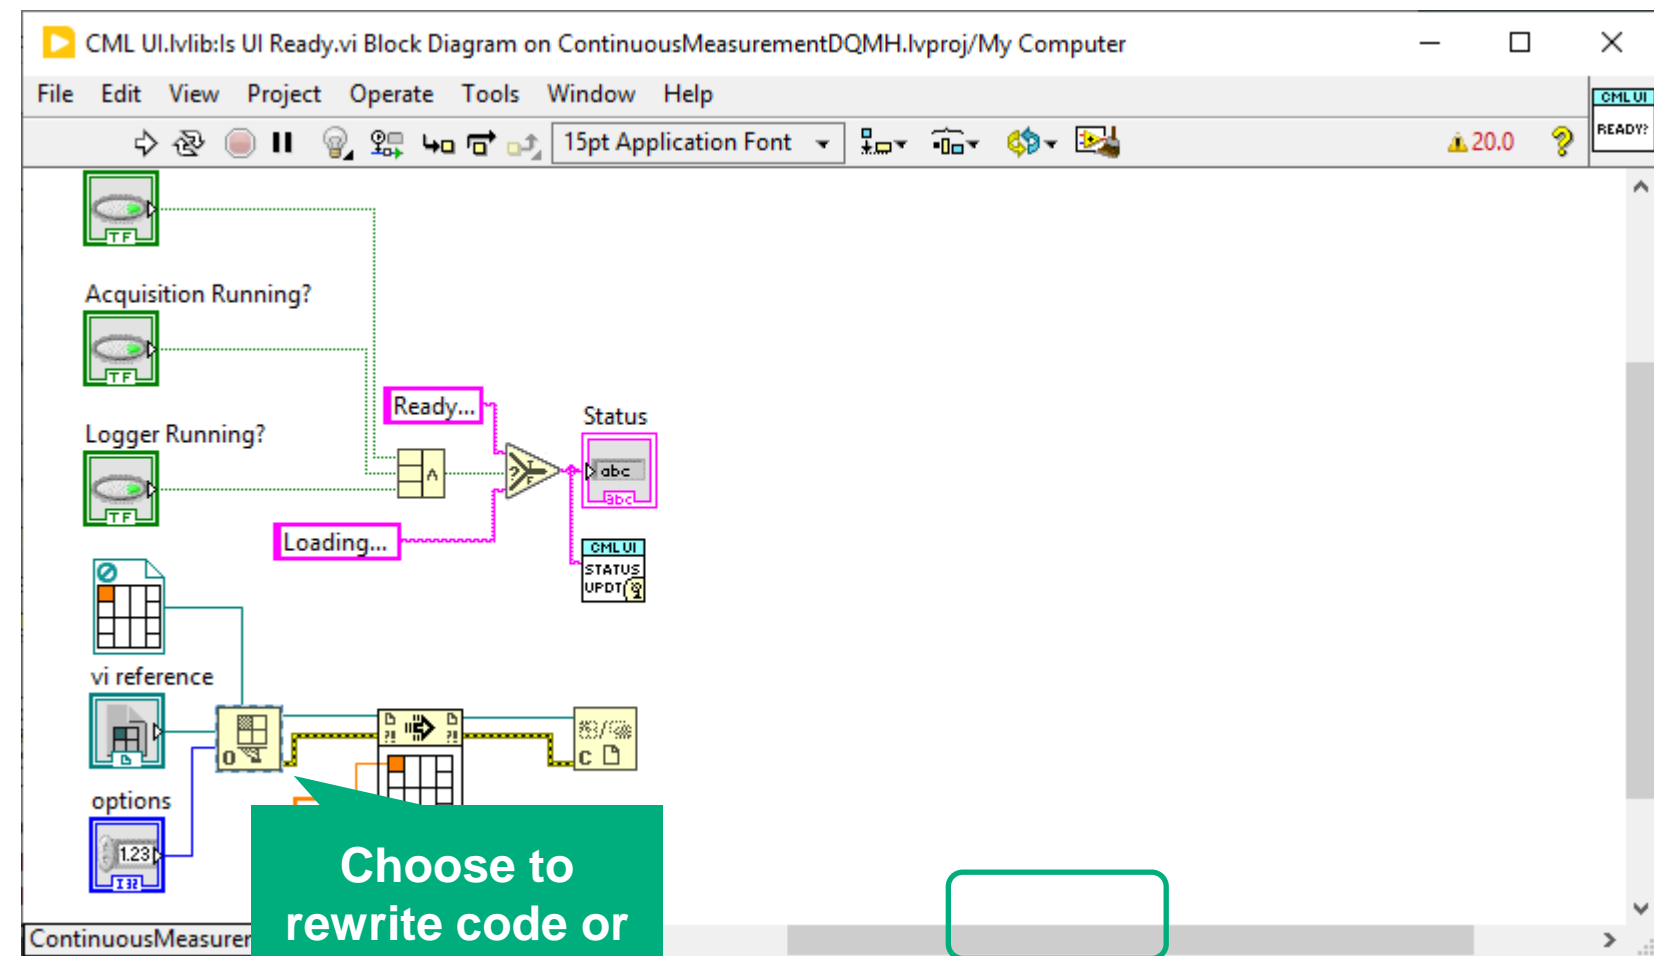 CML UI.lvlib:Is UI Ready.vi Block Diagram on ContinuousMeasurementDQMH.lvproj/My Computer
File Edit View Project Operate Tools Window Help
CML UI
READY?
15pt Application Font
20.0
TF
Acquisition Running?
TF
Ready...
Status
abc
abc
Logger Running?
TF
Loading...
CML UI
STATUS
UPDT
vi reference
options
1.23
I32
Choose to
rewrite code or
ContinuousMeasurer